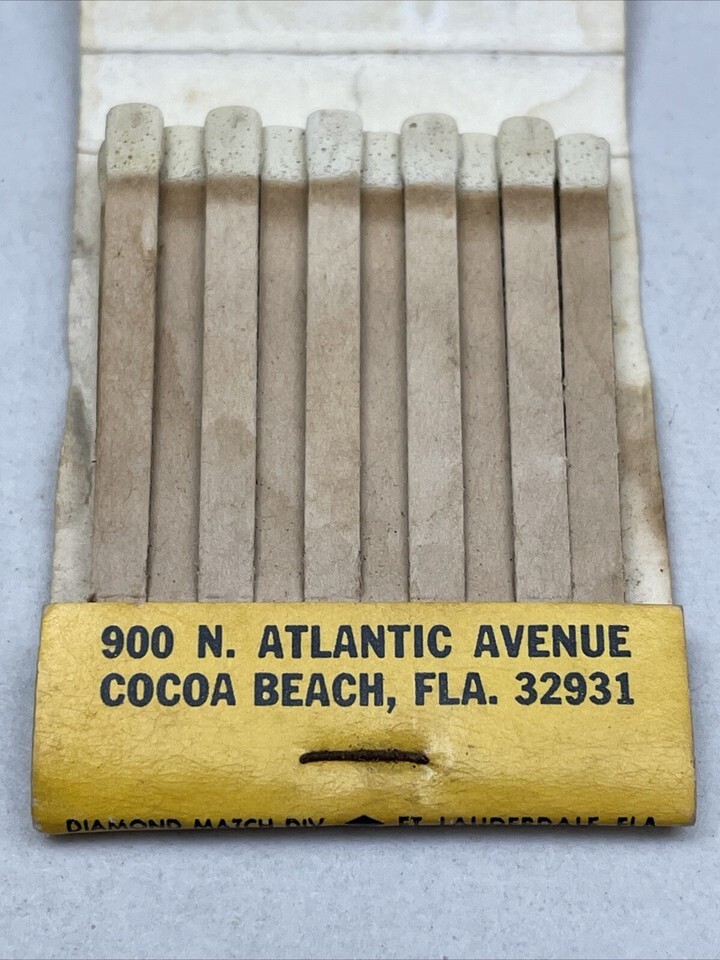 900 N. ATLANTIC AVENUE
COCOA BEACH, FLA. 32931
DIAMOND MATCH DIV. FT. LAUDERDALE, FLA.